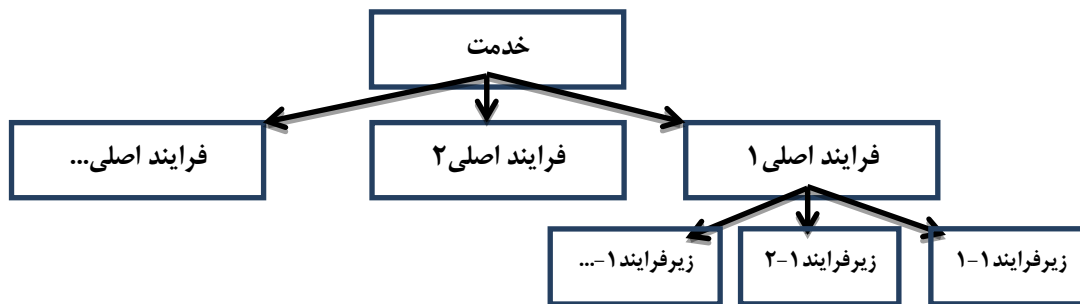 خدمت
فرایند اصلی۱
فرایند اصلی۲
فرایند اصلی...
زیرفرایند۱-۱
زیرفرایند۱-۲
زیرفرایند۱-...